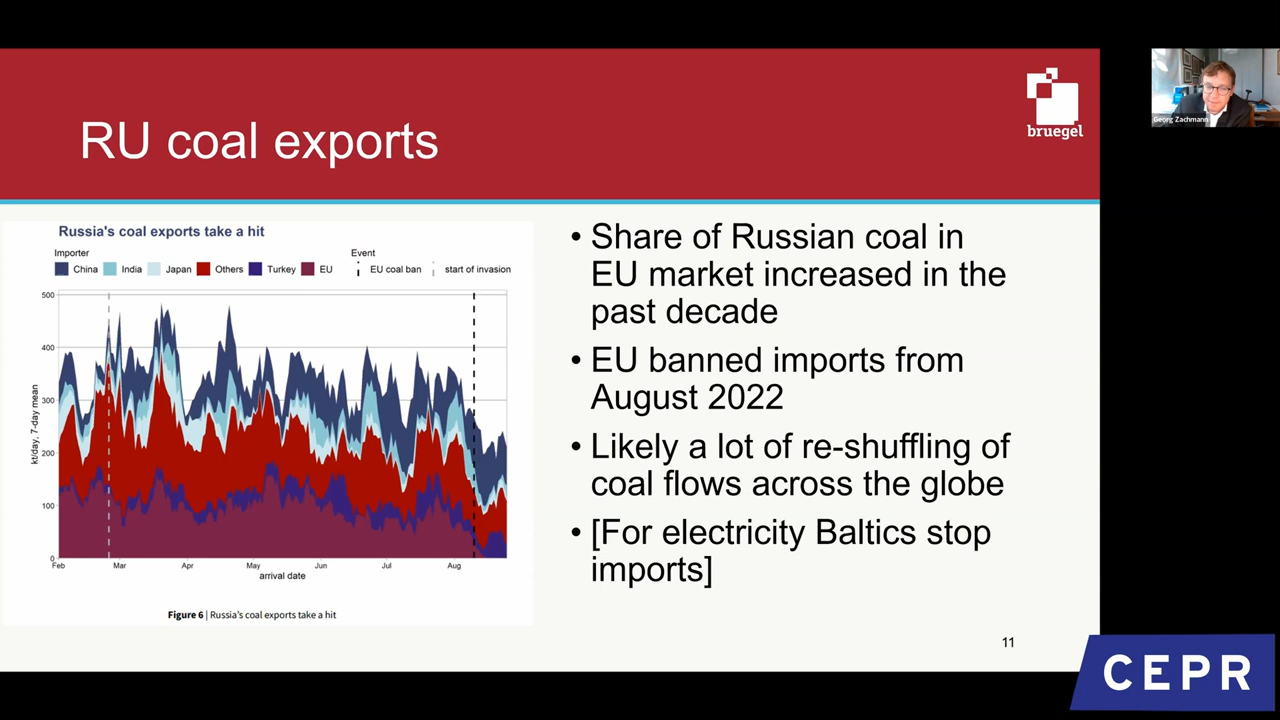 RU coal exports
bruegel
Georg Zachmann
Russia's coal exports take a hit
Importer
Event
China India Japan Others Turkey EU
EU coal ban start of invasion
500
400
300
200
100
0
kt/day, 7-day mean
Feb Mar Apr May Jun Jul Aug
arrival date
Figure 6 | Russia's coal exports take a hit
• Share of Russian coal in
EU market increased in the
past decade
• EU banned imports from
August 2022
• Likely a lot of re-shuffling of
coal flows across the globe
• [For electricity Baltics stop
imports]
11
CEPR